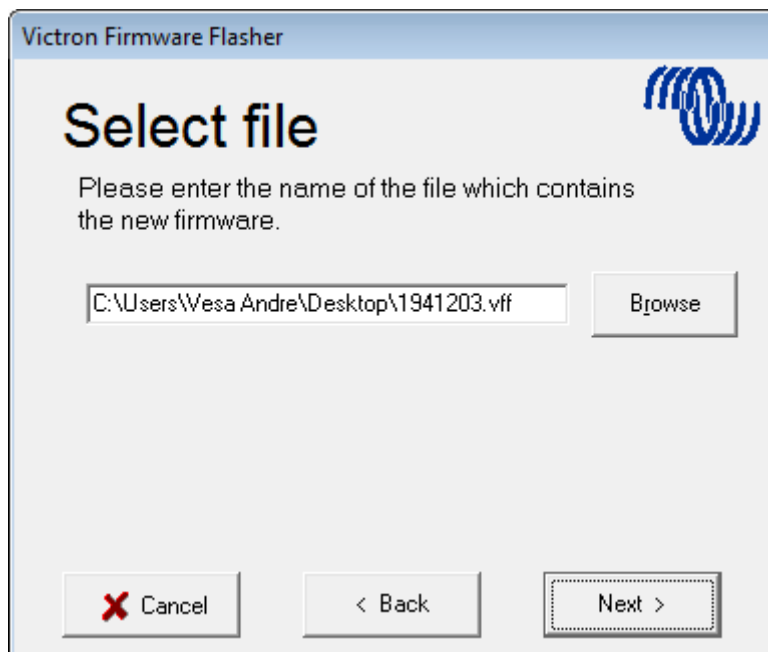 Victron Firmware Flasher
Select file
Please enter the name of the file which contains
the new firmware.
C:\Users\Vesa Andre\Desktop\1941203.vff
Browse
Cancel
< Back
Next >